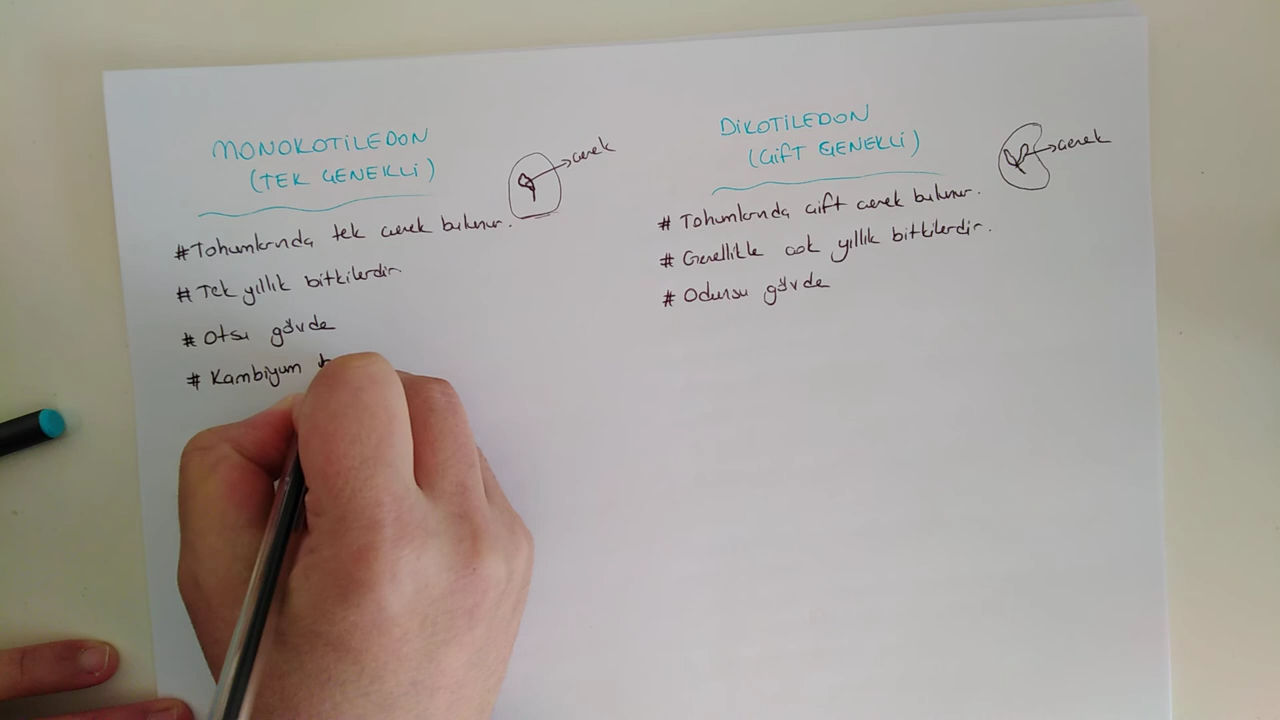 MONOKOTİLEDON
(TEK ÇENEKLİ)
çenek
#Tohumlarında tek çenek bulunur.
#Tek yıllık bitkilerdir.
#Otsu gövde
#Kambiyum
DİKOTİLEDON
(ÇİFT ÇENEKLİ)
çenek
#Tohumlarında çift çenek bulunur.
#Genellikle çok yıllık bitkilerdir.
#Odunsu gövde